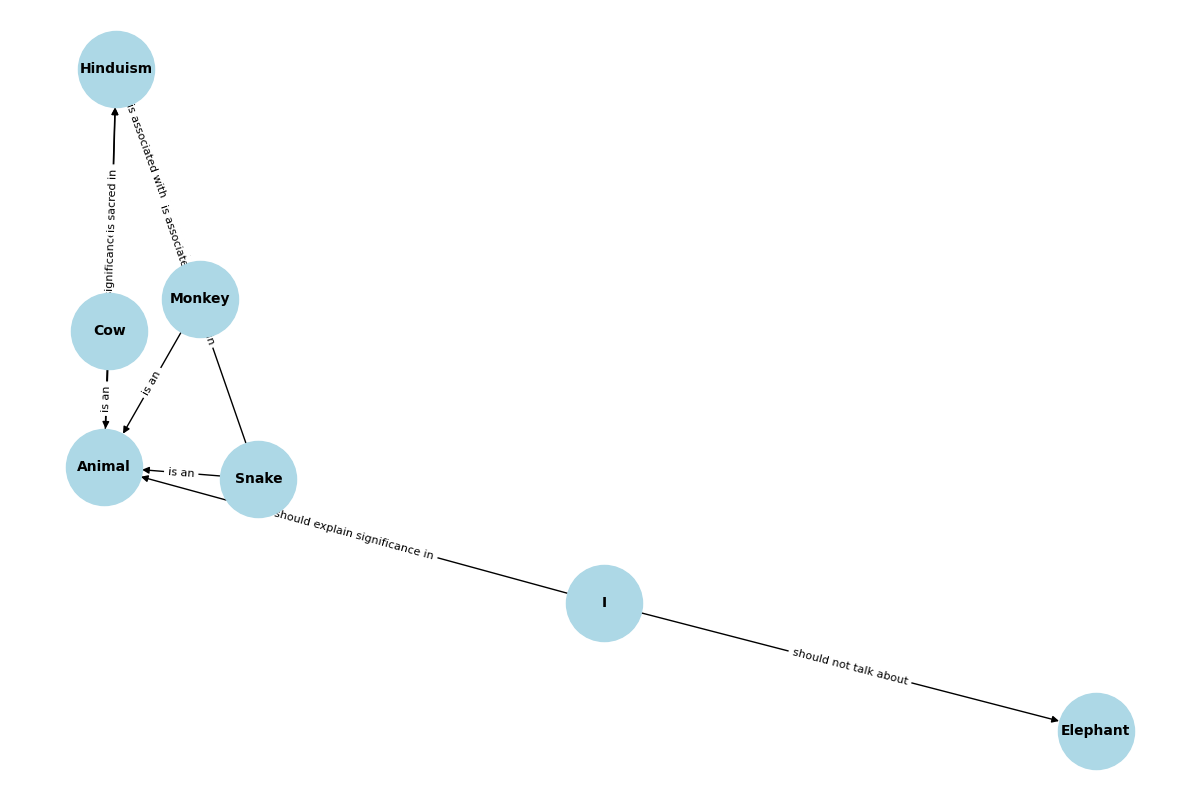 Hinduism
is associated with
is sacred in
is associate
ignificanc
Monkey
Cow
n
is an
is an
Animal
is an
Snake
should explain significance in
I
should not talk about
Elephant